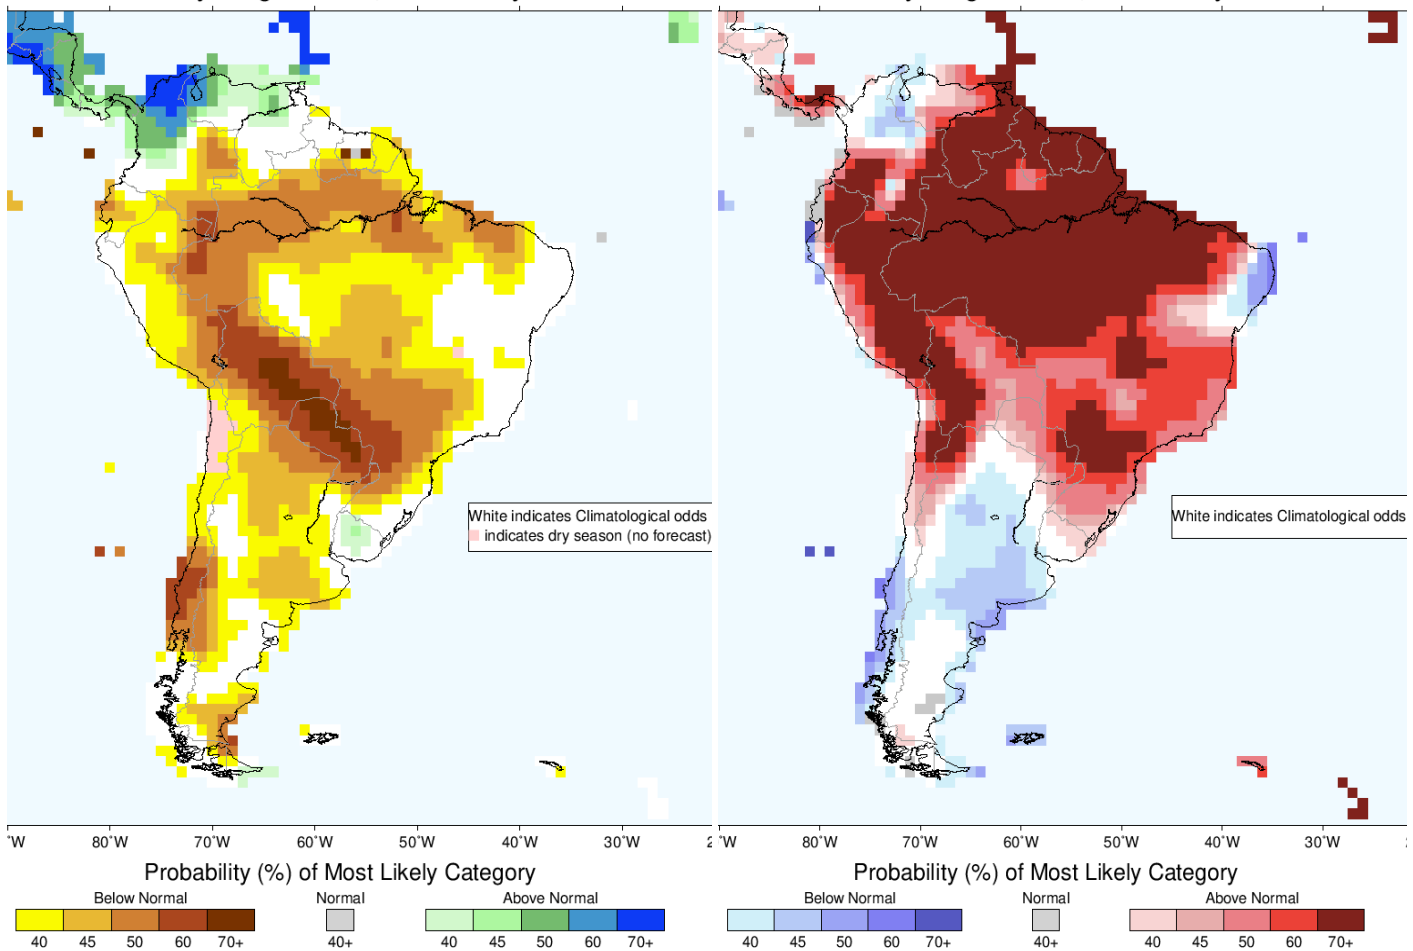 White indicates Climatological odds
indicates dry season (no forecast)
White indicates Climatological odds
°W 80°W 70°W 60°W 50°W 40°W 30°W
80°W 70°W 60°W 50°W 40°W 30°W
Probability (%) of Most Likely Category
Below Normal Normal Above Normal
40 45 50 60 70+ 40+ 40 45 50 60 70+
Probability (%) of Most Likely Category
Below Normal Normal Above Normal
40 45 50 60 70+ 40+ 40 45 50 60 70+